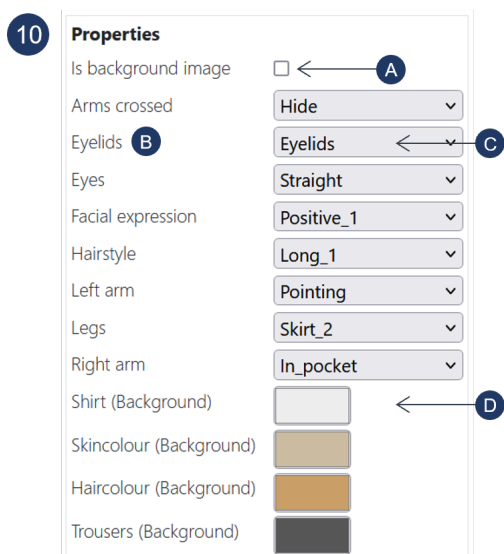 10 Properties
Is background image A
Arms crossed Hide
Eyelids B Eyelids C
Eyes Straight
Facial expression Positive_1
Hairstyle Long_1
Left arm Pointing
Legs Skirt_2
Right arm In_pocket
Shirt (Background) D
Skincolour (Background)
Haircolour (Background)
Trousers (Background)